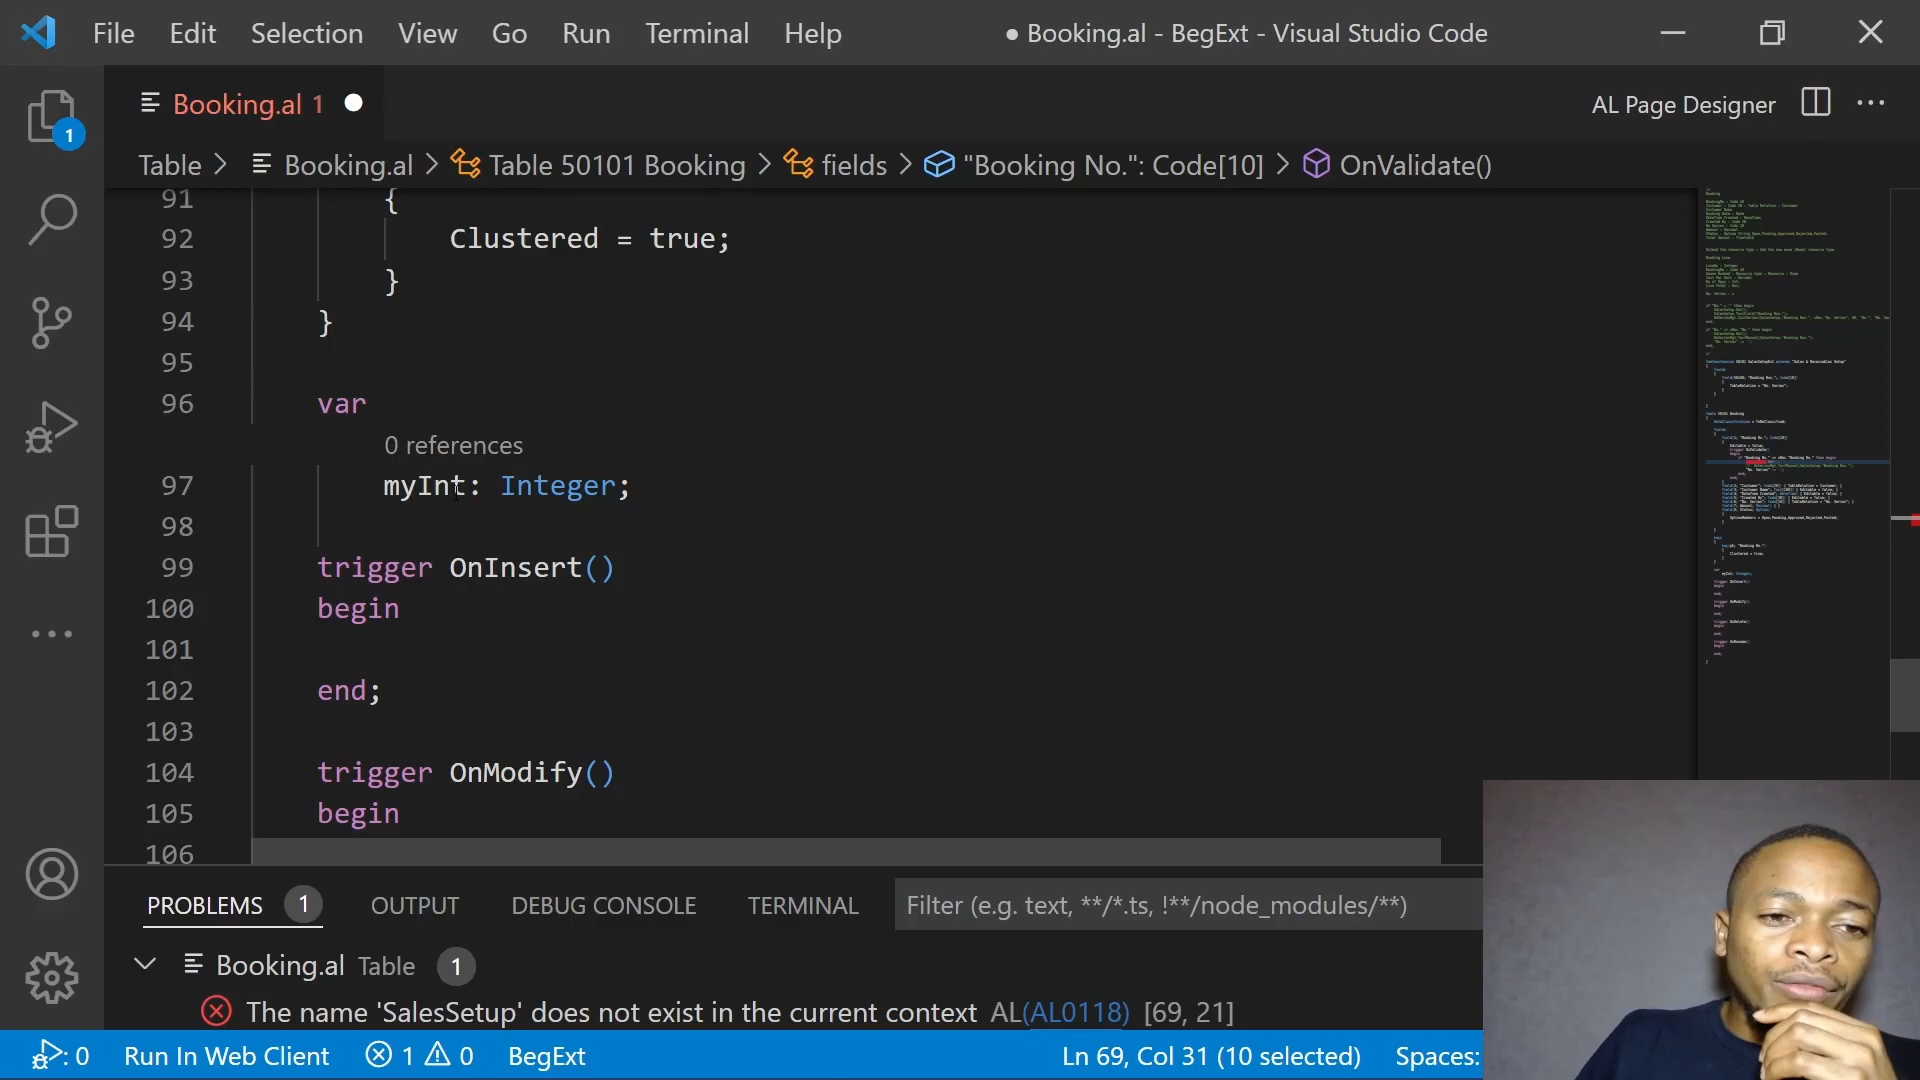 File Edit Selection View Go Run Terminal Help
● Booking.al - BegExt - Visual Studio Code
Booking.al 1 ●
AL Page Designer ···
Table > Booking.al > Table 50101 Booking > fields > "Booking No.": Code[10] > OnValidate()
91 {
92 Clustered = true;
93 }
94 }
95
96 var
0 references
97 myInt: Integer;
98
99 trigger OnInsert()
100 begin
101
102 end;
103
104 trigger OnModify()
105 begin
106
1
PROBLEMS 1 OUTPUT DEBUG CONSOLE TERMINAL Filter (e.g. text, **/*.ts, !**/node_modules/**)
Booking.al Table 1
The name 'SalesSetup' does not exist in the current context AL(AL0118) [69, 21]
: 0 Run In Web Client 1 0 BegExt Ln 69, Col 31 (10 selected) Spaces: